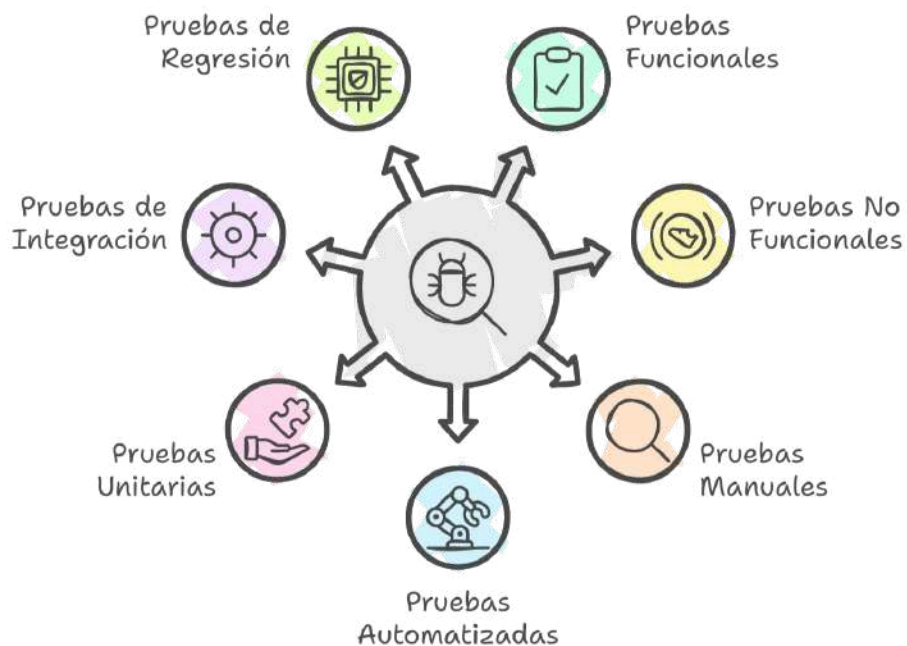 Pruebas de
Regresión
Pruebas
Funcionales
Pruebas de
Integración
Pruebas No
Funcionales
Pruebas
Unitarias
Pruebas
Manuales
Pruebas
Automatizadas